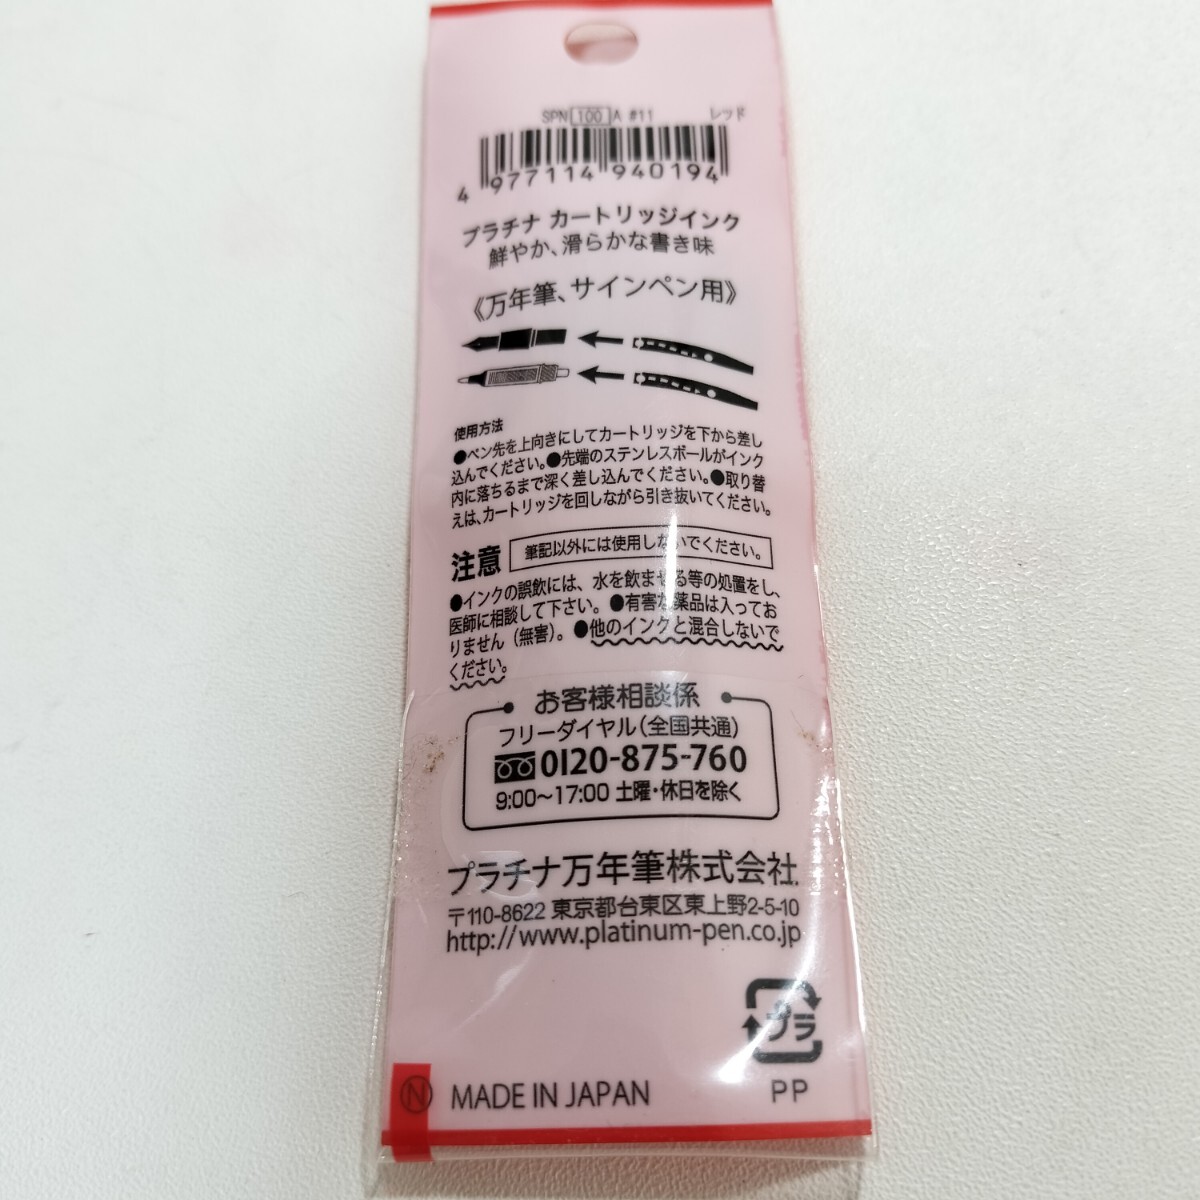 SPN 100 A #11 レッド
4 977114 940194
プラチナ カートリッジインク
鮮やか、滑らかな書き味
《万年筆、サインペン用》
使用方法
●ペン先を上向きにしてカートリッジを下から差し
込んでください。●先端のステンレスボールがインク
内に落ちるまで深く差し込んでください。●取り替
えは、カートリッジを回しながら引き抜いてください。
注意 筆記以外には使用しないでください。
●インクの誤飲には、水を飲ませる等の処置をし、
医師に相談して下さい。●有害な薬品は入ってお
りません（無害）。●他のインクと混合しないで
ください。
お客様相談係
フリーダイヤル（全国共通）
0120-875-760
9:00～17:00 土曜・休日を除く
プラチナ万年筆株式会社
〒110-8622 東京都台東区東上野2-5-10
http://www.platinum-pen.co.jp
プラ
PP
N MADE IN JAPAN